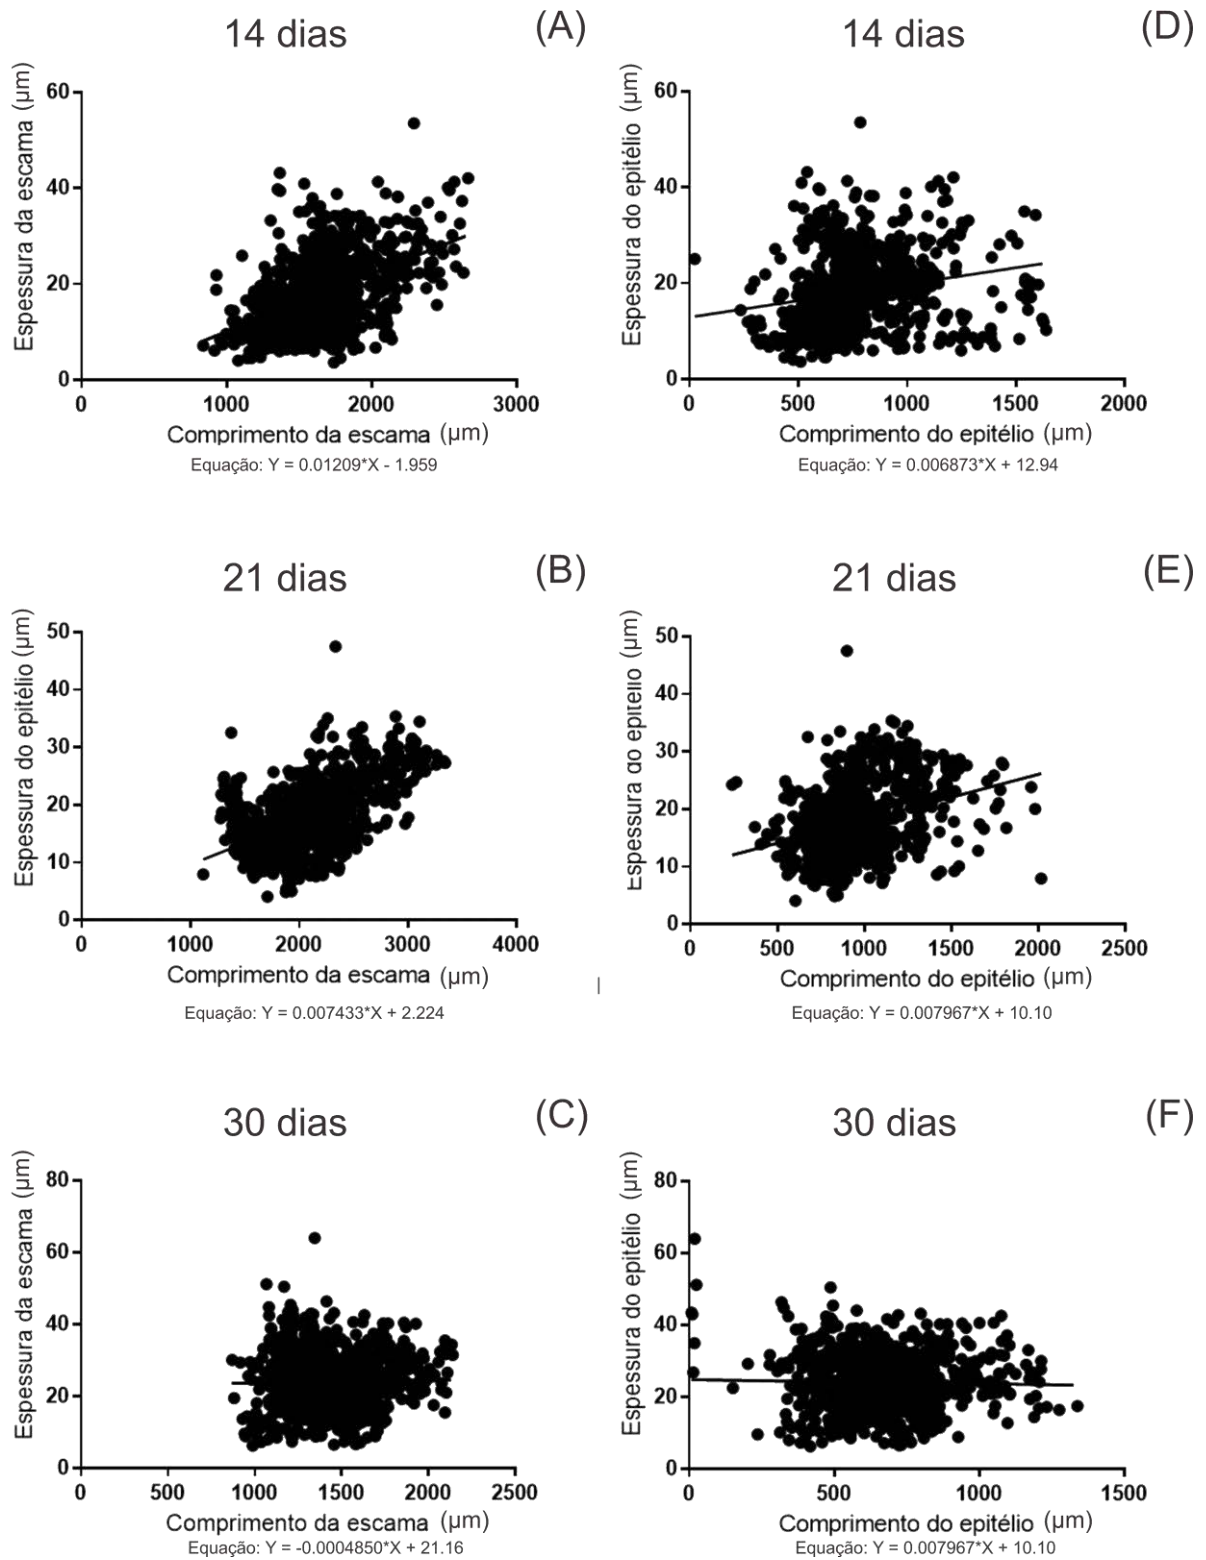 14 dias
(A)
Espessura da escama (µm)
60
40
20
0
0 1000 2000 3000
Comprimento da escama (µm)
Equação: Y = 0.01209*X - 1.959
14 dias
(D)
Espessura do epitélio (µm)
60
40
20
0
0 500 1000 1500 2000
Comprimento do epitélio (µm)
Equação: Y = 0.006873*X + 12.94
21 dias
(B)
Espessura do epitélio (µm)
50
40
30
20
10
0
0 1000 2000 3000 4000
Comprimento da escama (µm)
Equação: Y = 0.007433*X + 2.224
21 dias
(E)
Espessura do epitélio (µm)
50
40
30
20
10
0
0 500 1000 1500 2000 2500
Comprimento do epitélio (µm)
Equação: Y = 0.007967*X + 10.10
30 dias
(C)
Espessura da escama (µm)
80
60
40
20
0
0 500 1000 1500 2000 2500
Comprimento da escama (µm)
Equação: Y = -0.0004850*X + 21.16
30 dias
(F)
Espessura do epitélio (µm)
80
60
40
20
0
0 500 1000 1500
Comprimento do epitélio (µm)
Equação: Y = 0.007967*X + 10.10